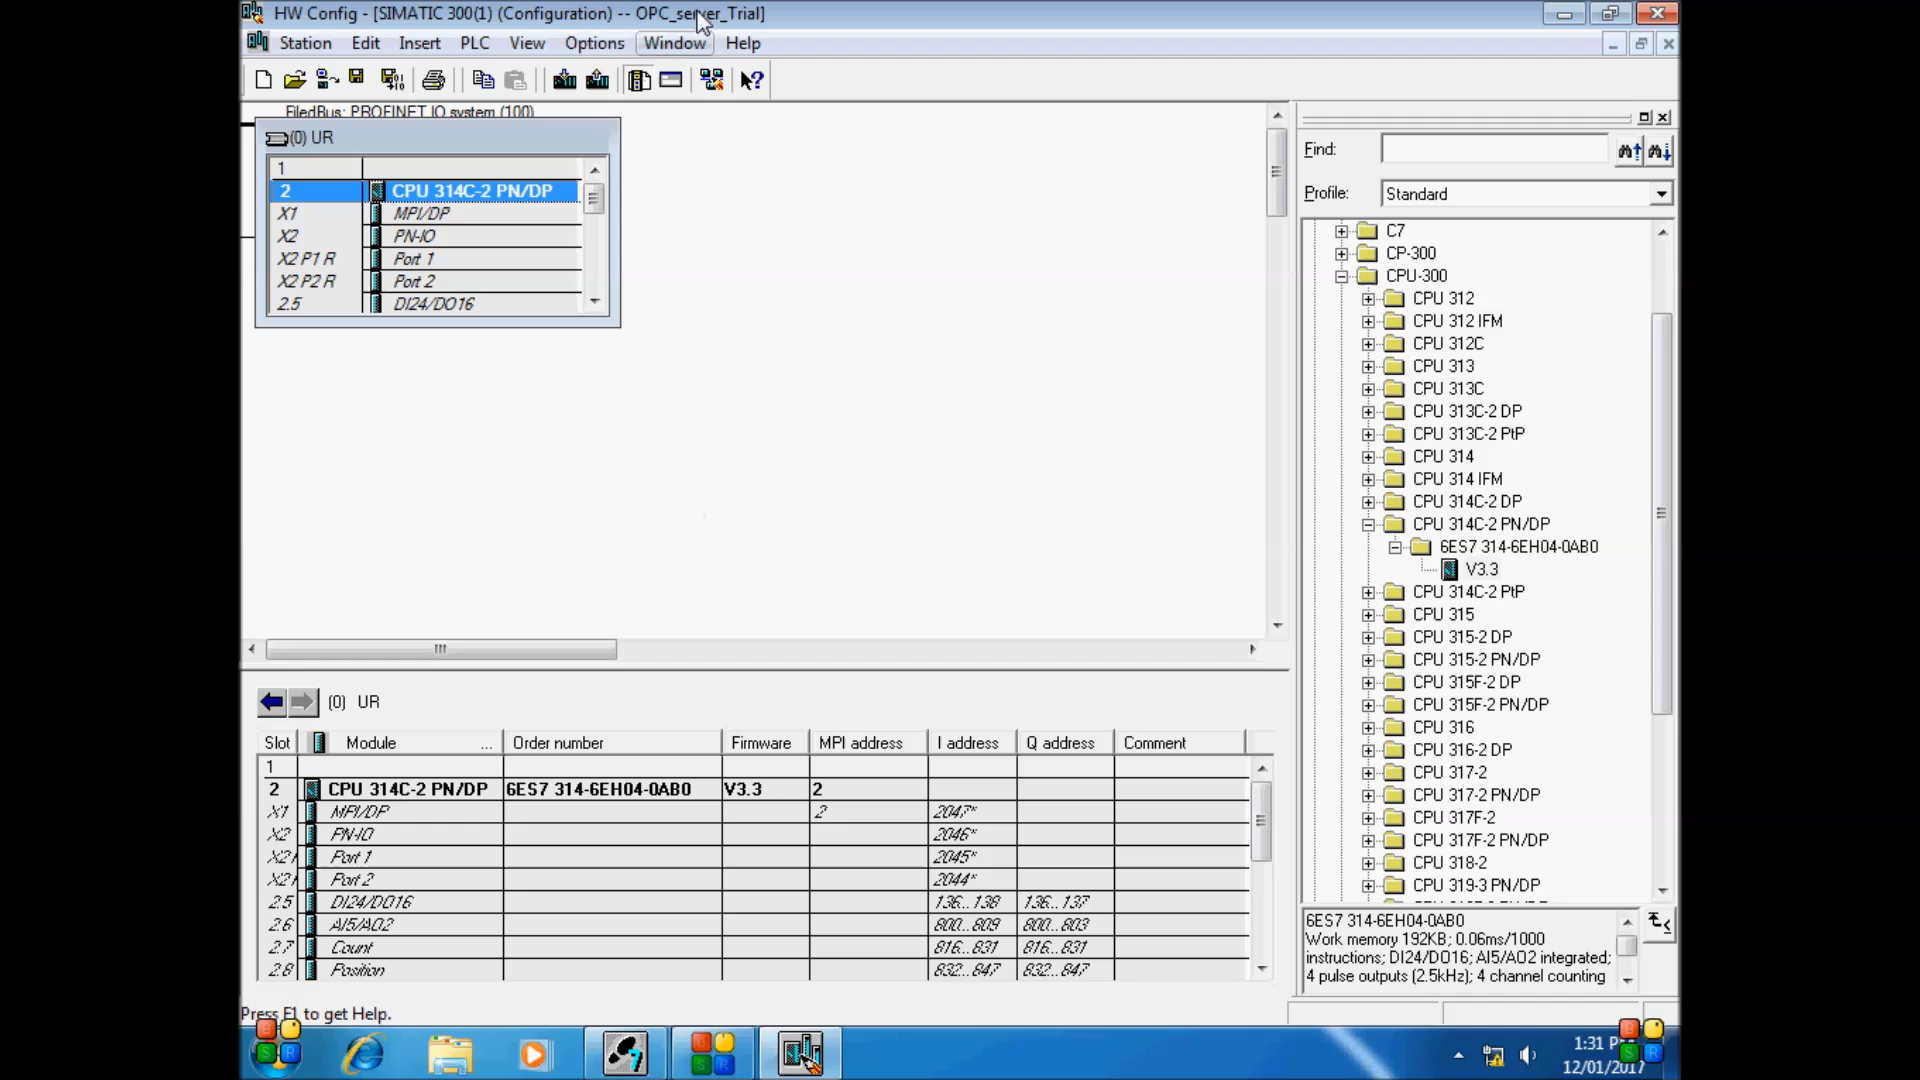 HW Config - [SIMATIC 300(1) (Configuration) -- OPC_server_Trial]
Station Edit Insert PLC View Options Window Help
FiledBus: PROFINET IO system (100)
(0) UR
1
2 CPU 314C-2 PN/DP
X1 MPI/DP
X2 PN-IO
X2 P1 R Port 1
X2 P2 R Port 2
2.5 DI24/DO16
Find:
Profile: Standard
C7
CP-300
CPU-300
CPU 312
CPU 312 IFM
CPU 312C
CPU 313
CPU 313C
CPU 313C-2 DP
CPU 313C-2 PtP
CPU 314
CPU 314 IFM
CPU 314C-2 DP
CPU 314C-2 PN/DP
6ES7 314-6EH04-0AB0
V3.3
CPU 314C-2 PtP
CPU 315
CPU 315-2 DP
CPU 315-2 PN/DP
CPU 315F-2 DP
CPU 315F-2 PN/DP
CPU 316
CPU 316-2 DP
CPU 317-2
CPU 317-2 PN/DP
CPU 317F-2
CPU 317F-2 PN/DP
CPU 318-2
CPU 319-3 PN/DP
6ES7 314-6EH04-0AB0
Work memory 192KB; 0.06ms/1000
instructions; DI24/DO16; AI5/AO2 integrated;
4 pulse outputs (2.5kHz); 4 channel counting
(0) UR
Slot Module ... Order number Firmware MPI address I address Q address Comment
1
2 CPU 314C-2 PN/DP 6ES7 314-6EH04-0AB0 V3.3 2
X1 MPI/DP 2 2047*
X2 PN-IO 2046*
X2 Port 1 2045*
X2 Port 2 2044*
2.5 DI24/DO16 136...138 136...137
2.6 AI5/AO2 800...809 800...803
2.7 Count 816...831 816...831
2.8 Position 832...847 832...847
Press F1 to get Help.
1:31 P
12/01/2017